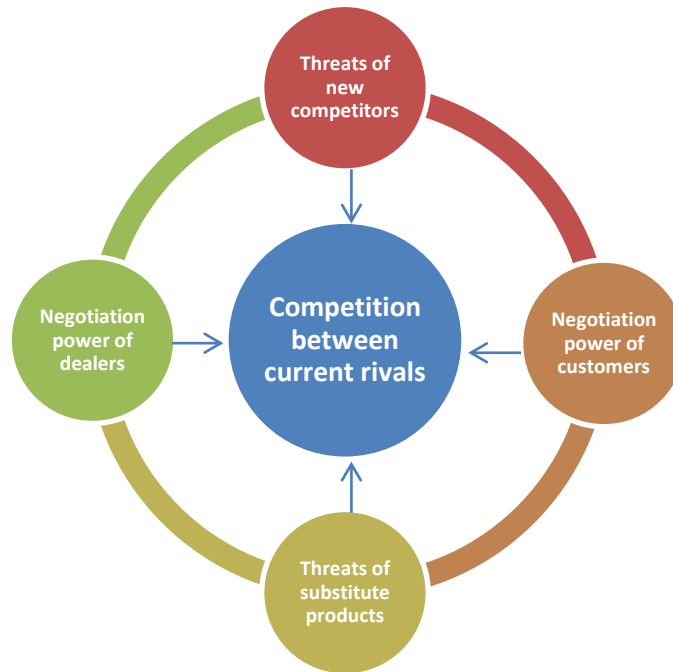 Threats of
new
competitors
Negotiation
power of
dealers
Competition
between
current rivals
Negotiation
power of
customers
Threats of
substitute
products